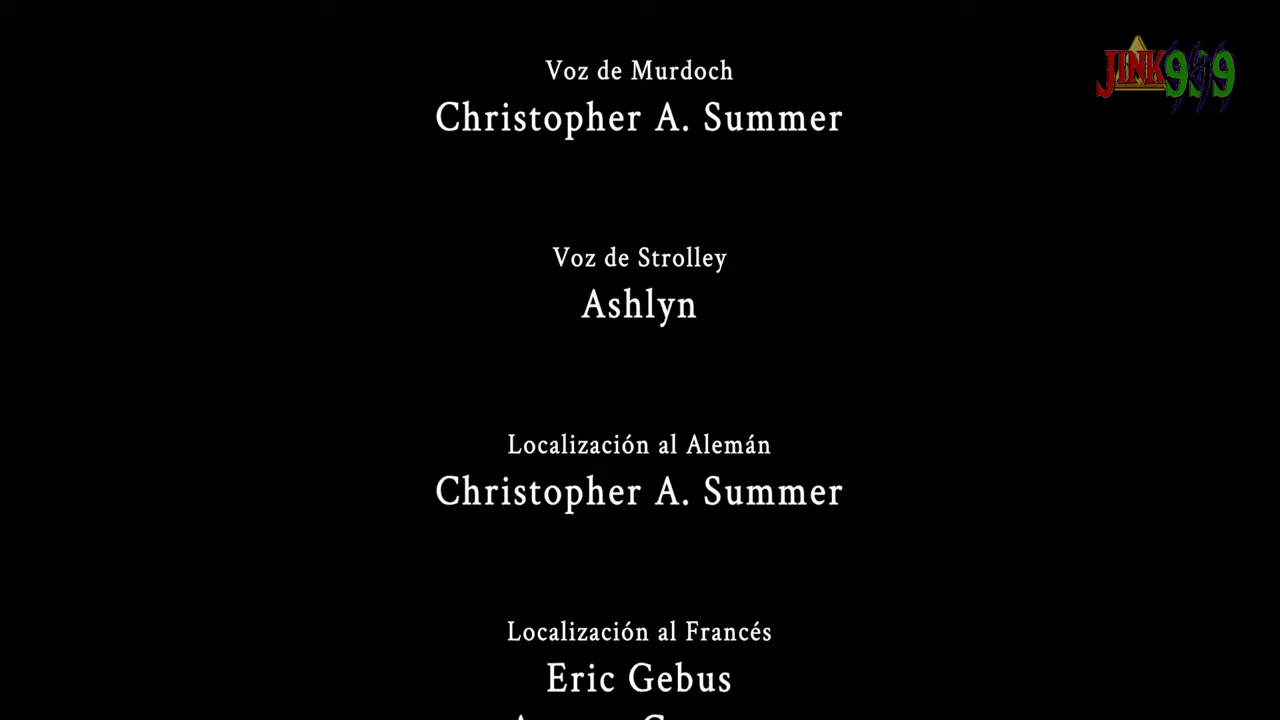 JINK999
Voz de Murdoch
Christopher A. Summer
Voz de Strolley
Ashlyn
Localización al Alemán
Christopher A. Summer
Localización al Francés
Eric Gebus